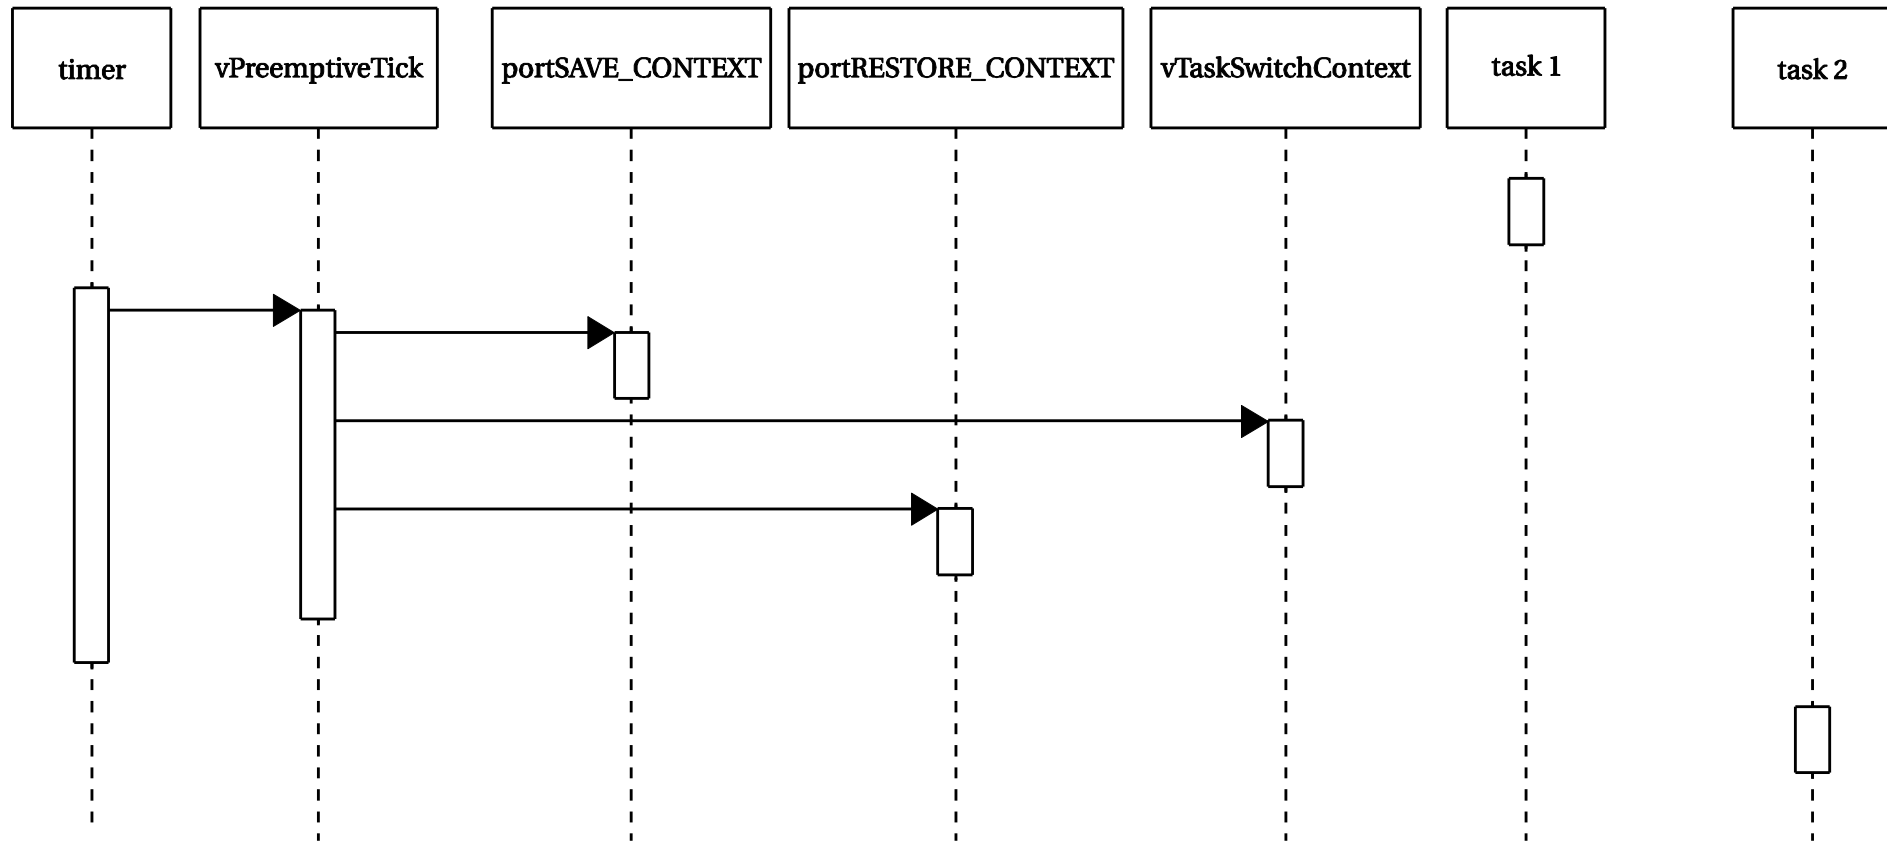 timer
vPreemptiveTick
portSAVE_CONTEXT
portRESTORE_CONTEXT
vTaskSwitchContext
task 1
task 2